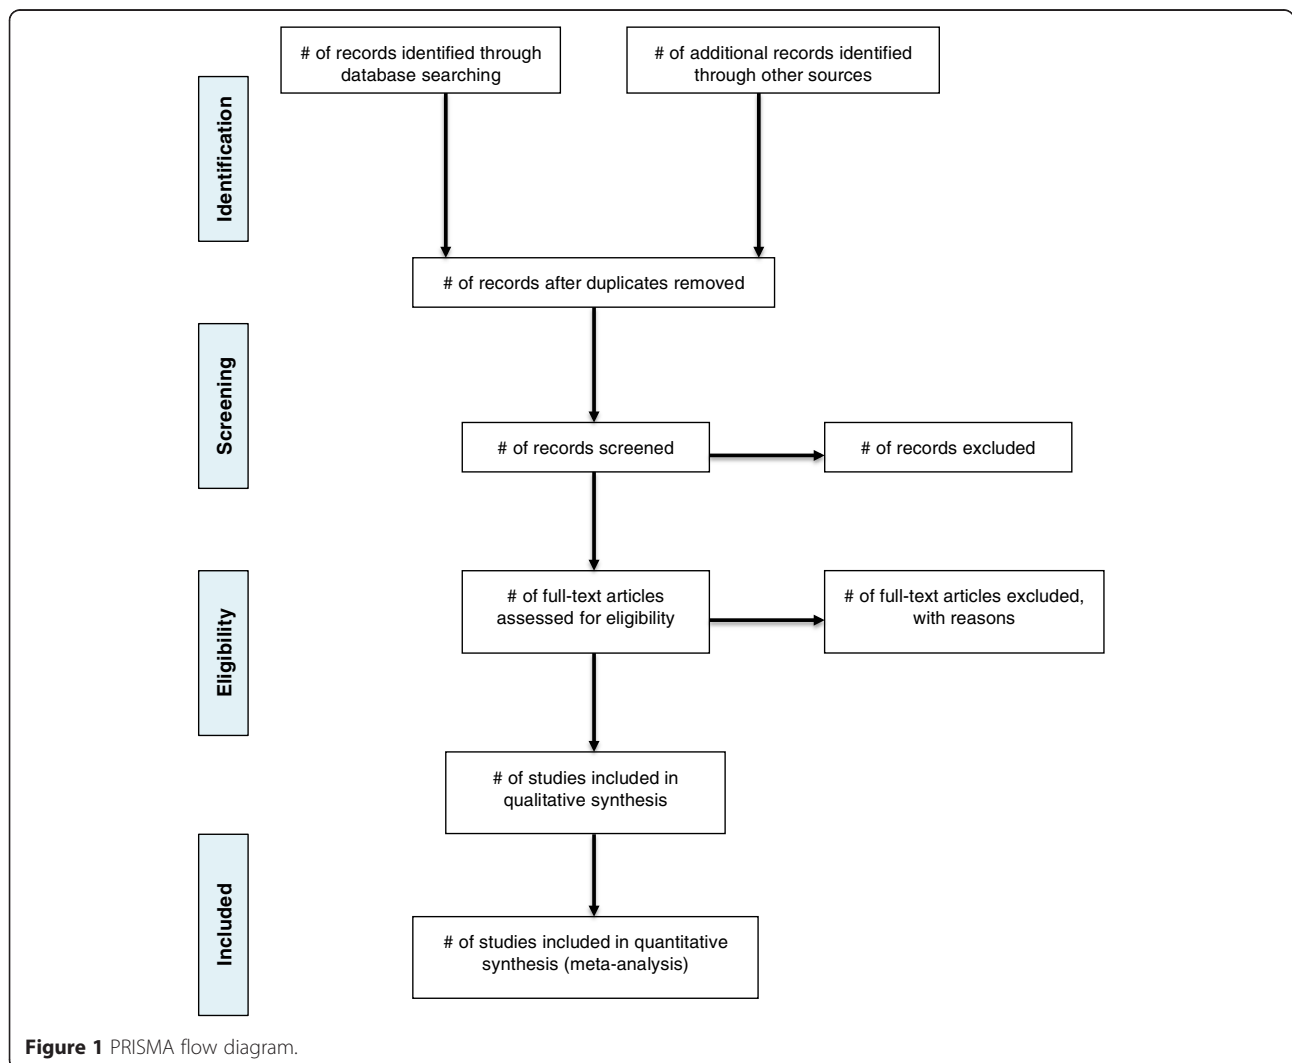 # of records identified through
database searching
# of additional records identified
through other sources
Identification
# of records after duplicates removed
Screening
# of records screened
# of records excluded
Eligibility
# of full-text articles
assessed for eligibility
# of full-text articles excluded,
with reasons
# of studies included in
qualitative synthesis
Included
# of studies included in quantitative
synthesis (meta-analysis)
Figure 1 PRISMA flow diagram.